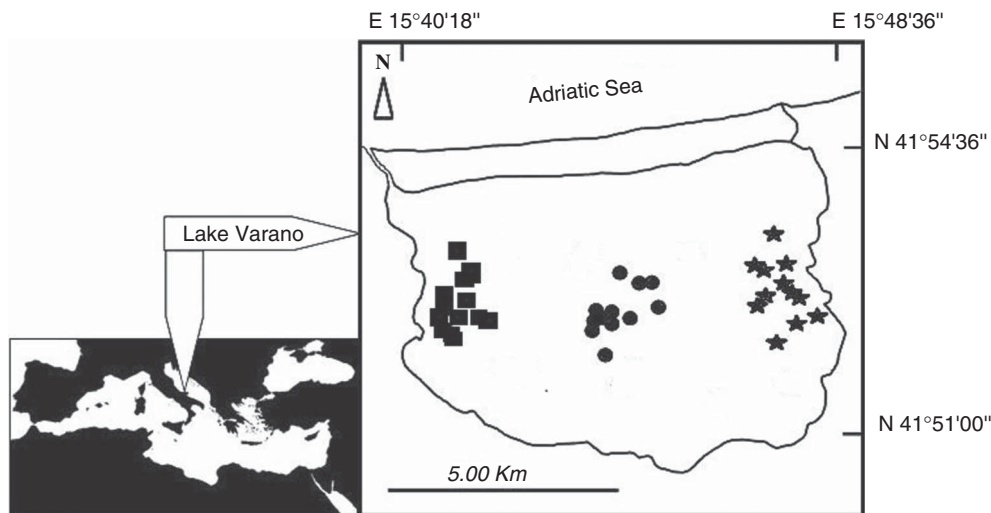 E 15°40'18"
E 15°48'36"
N
Adriatic Sea
N 41°54'36"
Lake Varano
N 41°51'00"
5.00 Km